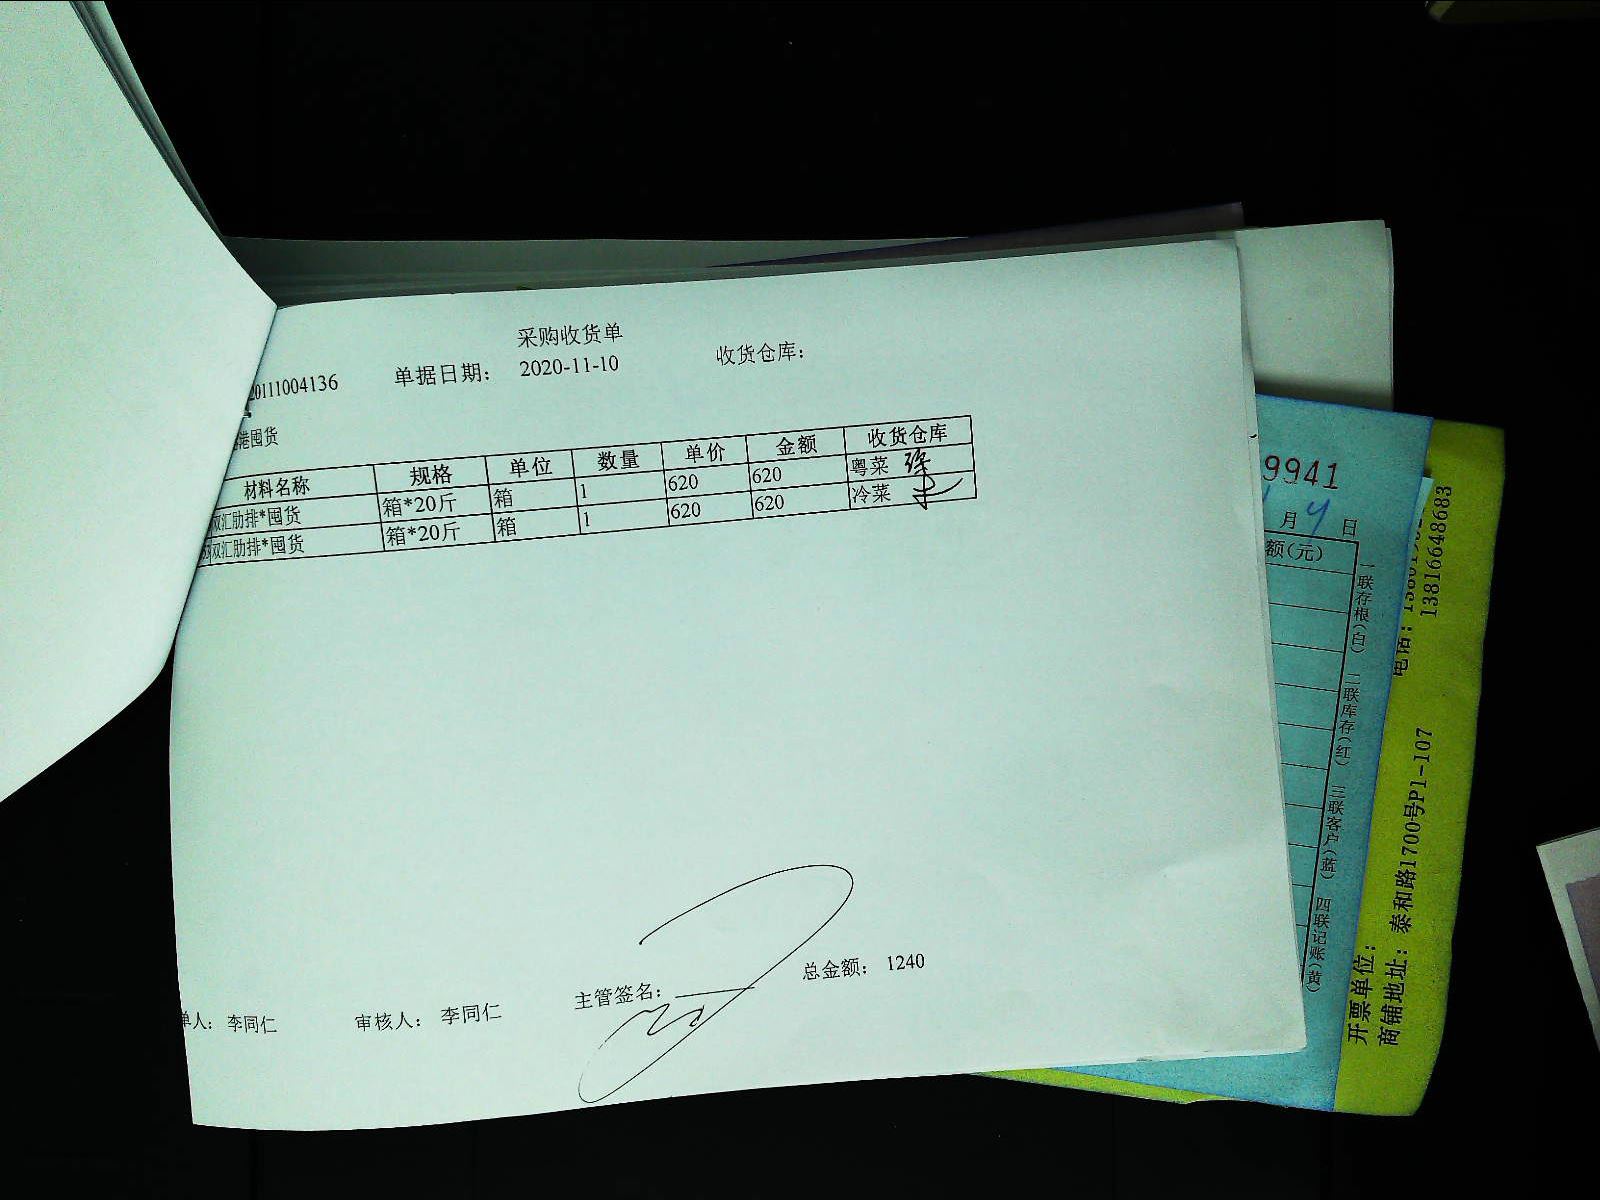 采购收货单
20111004136 单据日期： 2020-11-10 收货仓库：
港囤货
材料名称 规格 单位 数量 单价 金额 收货仓库
双汇肋排*囤货 箱*20斤 箱 1 620 620 粤菜
双汇肋排*囤货 箱*20斤 箱 1 620 620 冷菜
单人： 李同仁 审核人： 李同仁 主管签名： 总金额： 1240
9941
月 4 日
额(元)
一联存根(白) 二联库存(红) 三联客户(蓝) 四联记账(黄)
电话：
13816648683
开票单位：
商铺地址： 泰和路1700号P1-107